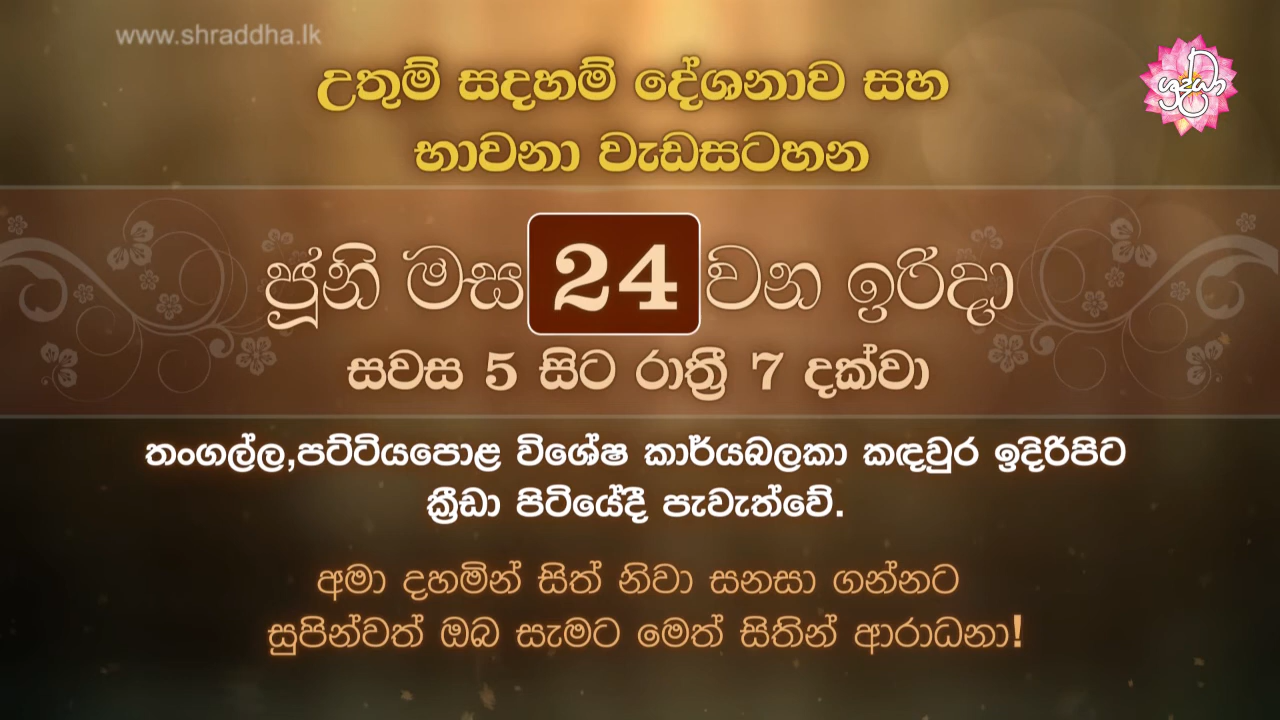 www.shraddha.lk
උතුම් සදහම් දේශනාව සහ
ශ්‍රද්ධා
භාවනා වැඩසටහන
ජූනි මස 24 වන ඉරිදා
සවස 5 සිට රාත්‍රී 7 දක්වා
තංගල්ල,පට්ටියපොළ විශේෂ කාර්යබලකා කඳවුර ඉදිරිපිට
ක්‍රීඩා පිටියේදී පැවැත්වේ.
අමා දහමින් සිත් නිවා සනසා ගන්නට
සුපින්වත් ඔබ සැමට මෙත් සිතින් ආරාධනා!